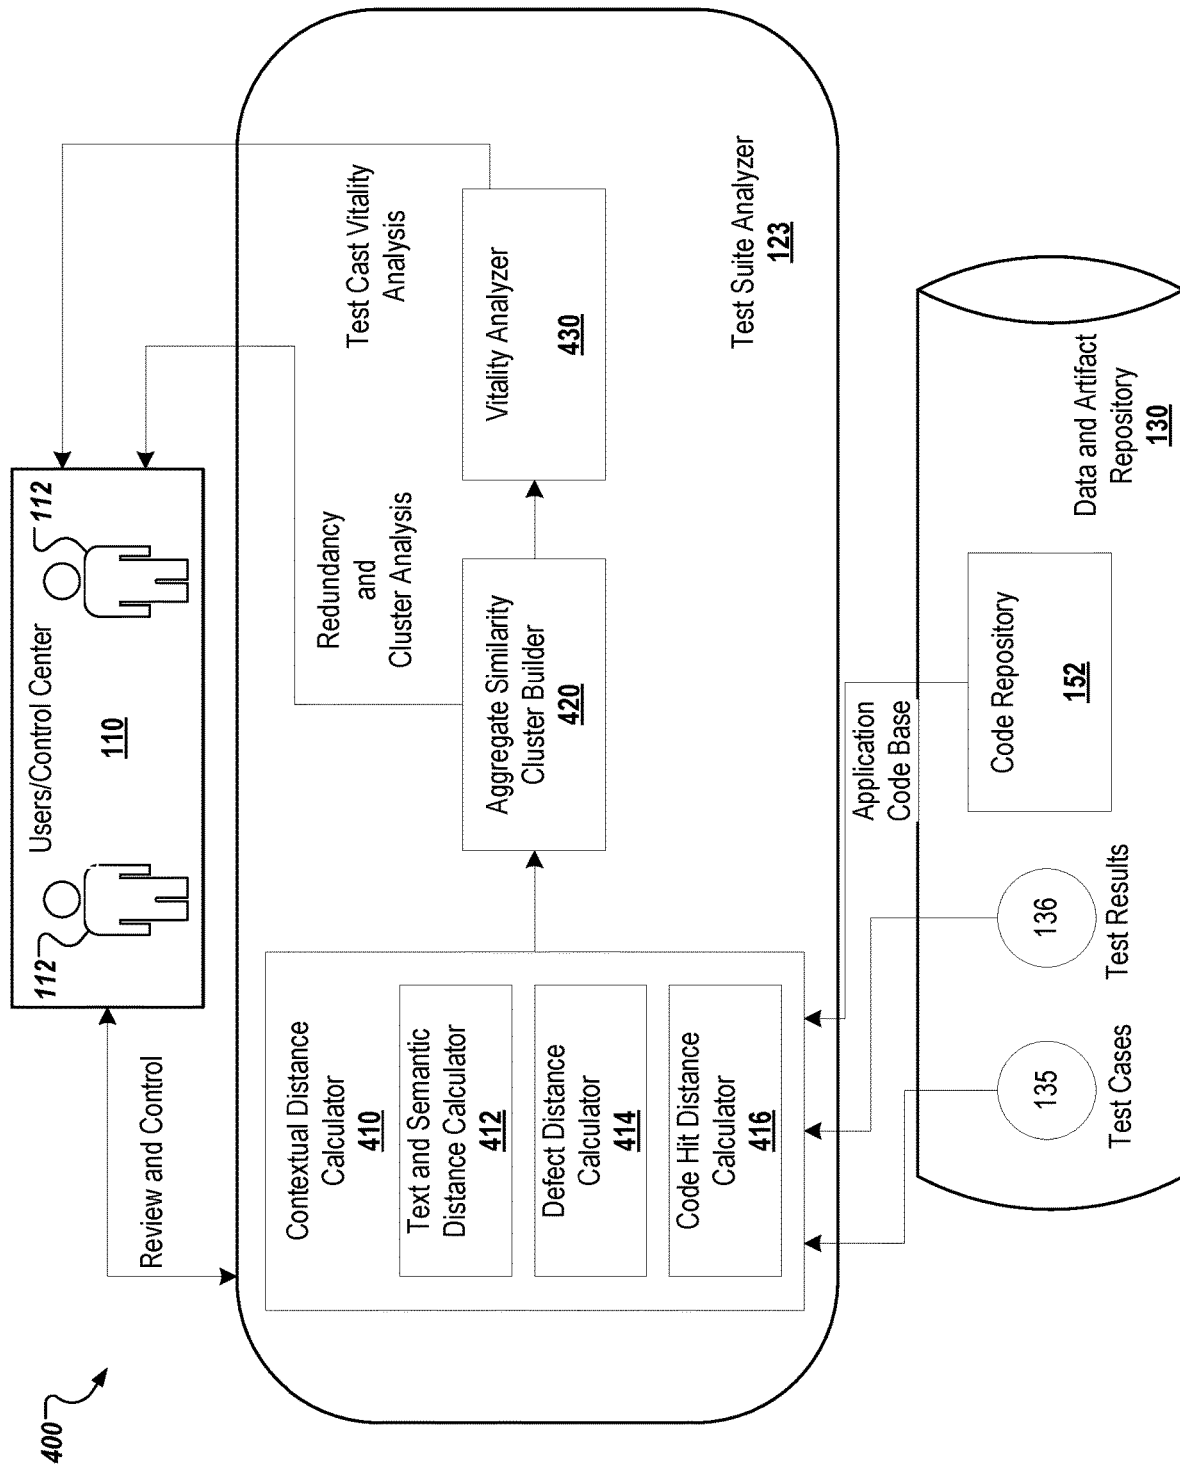 400
Review and Control
112
Users/Control Center
110
112
Contextual Distance
Calculator
410
Text and Semantic
Distance Calculator
412
Defect Distance
Calculator
414
Code Hit Distance
Calculator
416
Redundancy
and
Cluster Analysis
Aggregate Similarity
Cluster Builder
420
Test Cast Vitality
Analysis
Vitality Analyzer
430
Test Suite Analyzer
123
Application
Code Base
135
Test Cases
136
Test Results
Code Repository
152
Data and Artifact
Repository
130